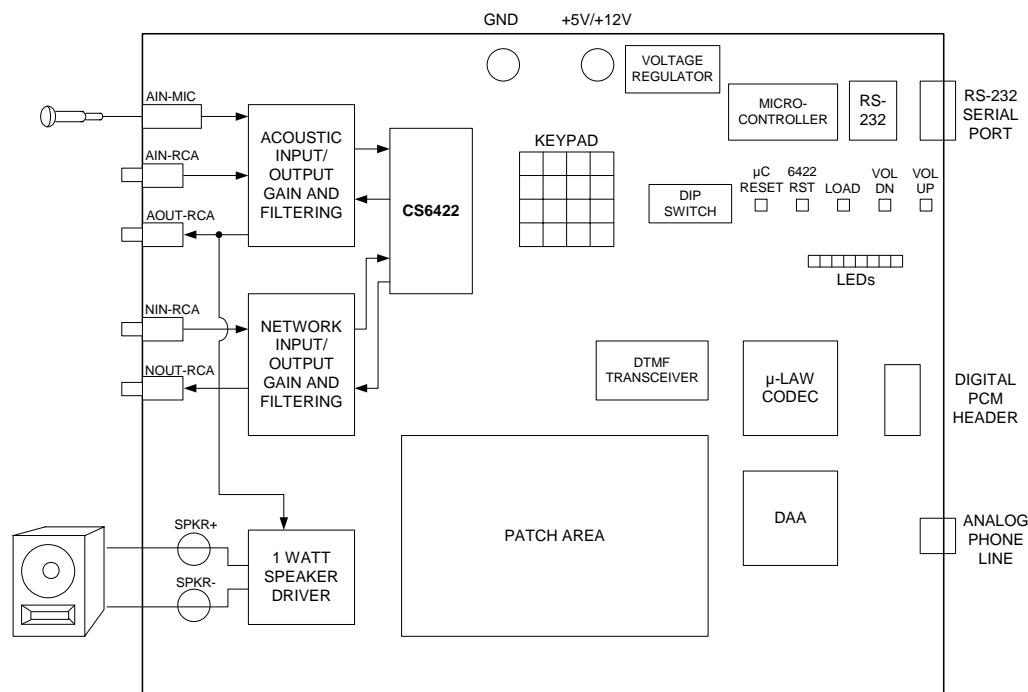 GND
+5V/+12V
VOLTAGE
REGULATOR
AIN-MIC
ACOUSTIC
INPUT/
OUTPUT
GAIN AND
FILTERING
MICRO-
CONTROLLER
RS-
232
RS-232
SERIAL
PORT
KEYPAD
AIN-RCA
AOUT-RCA
CS6422
DIP
SWITCH
µC
RESET
6422
RST
LOAD
VOL
DN
VOL
UP
LEDs
NIN-RCA
NOUT-RCA
NETWORK
INPUT/
OUTPUT
GAIN AND
FILTERING
DTMF
TRANSCEIVER
µ-LAW
CODEC
DIGITAL
PCM
HEADER
SPKR+
SPKR-
1 WATT
SPEAKER
DRIVER
PATCH AREA
DAA
ANALOG
PHONE
LINE